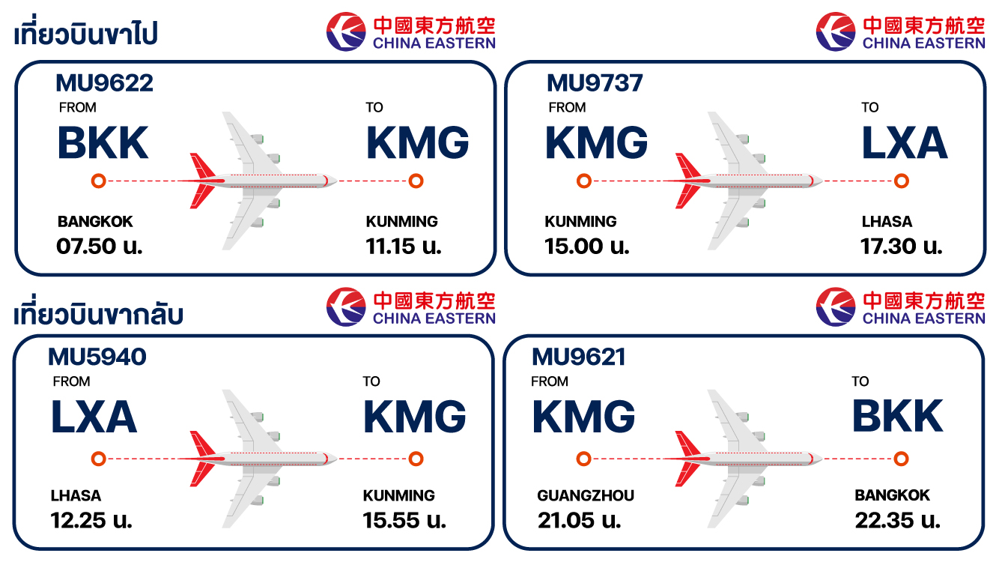 เที่ยวบินขาไป
中國東方航空
CHINA EASTERN
中國東方航空
CHINA EASTERN
MU9622
FROM
TO
BKK
KMG
BANGKOK
KUNMING
07.50 น.
11.15 น.
MU9737
FROM
TO
KMG
LXA
KUNMING
LHASA
15.00 น.
17.30 น.
เที่ยวบินขากลับ
中國東方航空
CHINA EASTERN
中國東方航空
CHINA EASTERN
MU5940
FROM
TO
LXA
KMG
LHASA
KUNMING
12.25 น.
15.55 น.
MU9621
FROM
TO
KMG
BKK
GUANGZHOU
BANGKOK
21.05 น.
22.35 น.